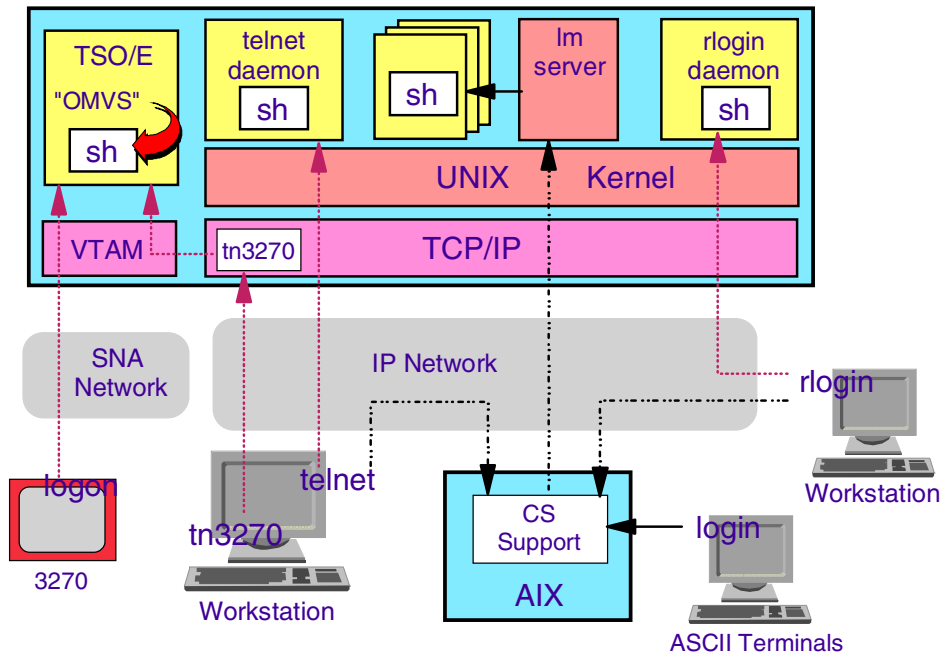 TSO/E
"OMVS"
sh
telnet
daemon
sh
sh
lm
server
rlogin
daemon
sh
UNIX Kernel
VTAM
tn3270
TCP/IP
SNA
Network
IP Network
rlogin
Workstation
logon
3270
telnet
tn3270
Workstation
CS
Support
AIX
login
ASCII Terminals